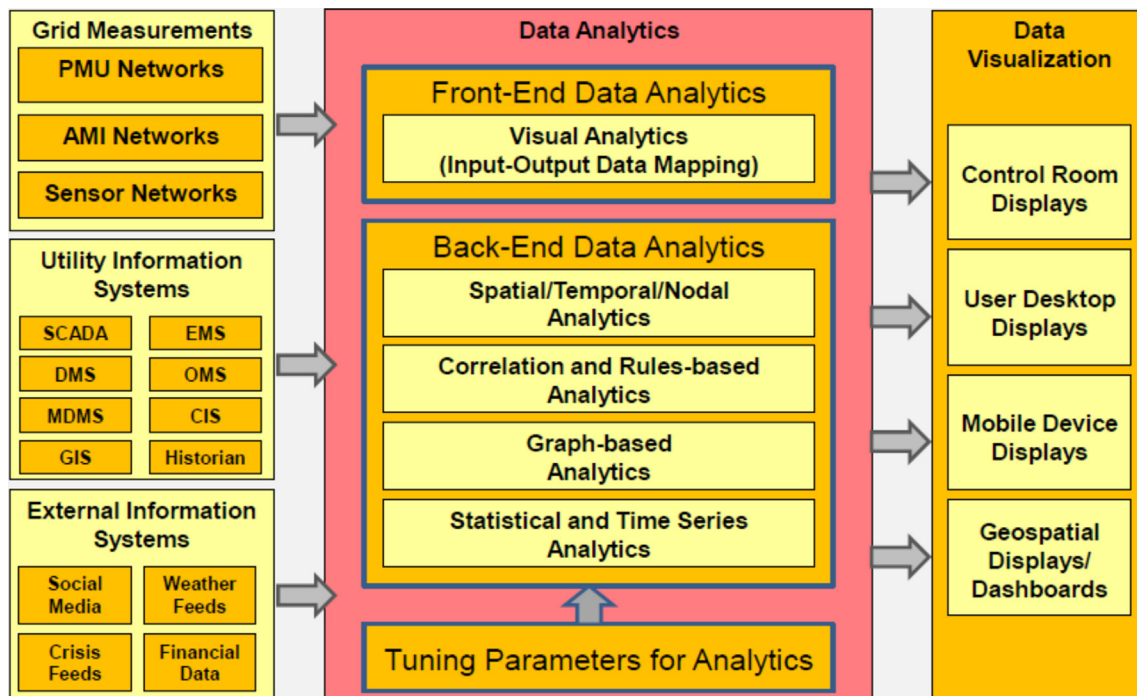 Grid Measurements
PMU Networks
AMI Networks
Sensor Networks
Utility Information
Systems
SCADA
EMS
DMS
OMS
MDMS
CIS
GIS
Historian
External Information
Systems
Social
Media
Weather
Feeds
Crisis
Feeds
Financial
Data
Data Analytics
Front-End Data Analytics
Visual Analytics
(Input-Output Data Mapping)
Back-End Data Analytics
Spatial/Temporal/Nodal
Analytics
Correlation and Rules-based
Analytics
Graph-based
Analytics
Statistical and Time Series
Analytics
Tuning Parameters for Analytics
Data
Visualization
Control Room
Displays
User Desktop
Displays
Mobile Device
Displays
Geospatial
Displays/
Dashboards